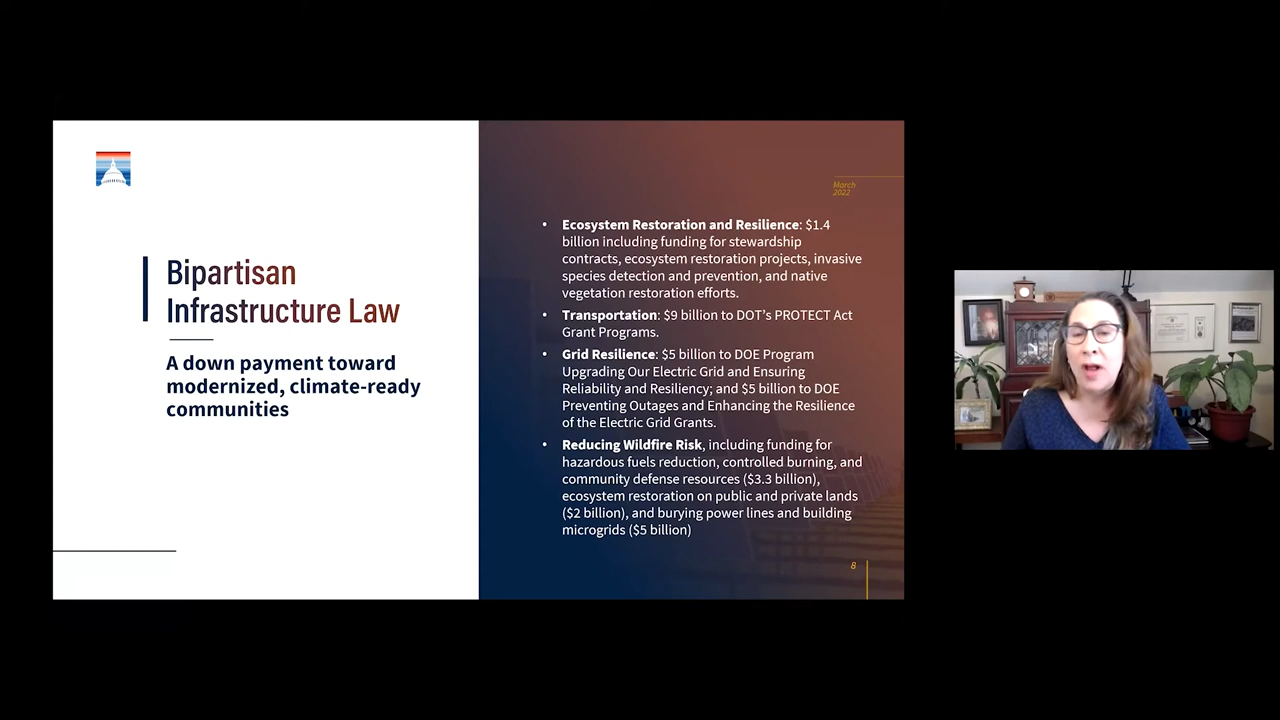 Bipartisan
Infrastructure Law
A down payment toward
modernized, climate-ready
communities
March
2022
• Ecosystem Restoration and Resilience: $1.4
billion including funding for stewardship
contracts, ecosystem restoration projects, invasive
species detection and prevention, and native
vegetation restoration efforts.
• Transportation: $9 billion to DOT's PROTECT Act
Grant Programs.
• Grid Resilience: $5 billion to DOE Program
Upgrading Our Electric Grid and Ensuring
Reliability and Resiliency; and $5 billion to DOE
Preventing Outages and Enhancing the Resilience
of the Electric Grid Grants.
• Reducing Wildfire Risk, including funding for
hazardous fuels reduction, controlled burning, and
community defense resources ($3.3 billion),
ecosystem restoration on public and private lands
($2 billion), and burying power lines and building
microgrids ($5 billion)
8